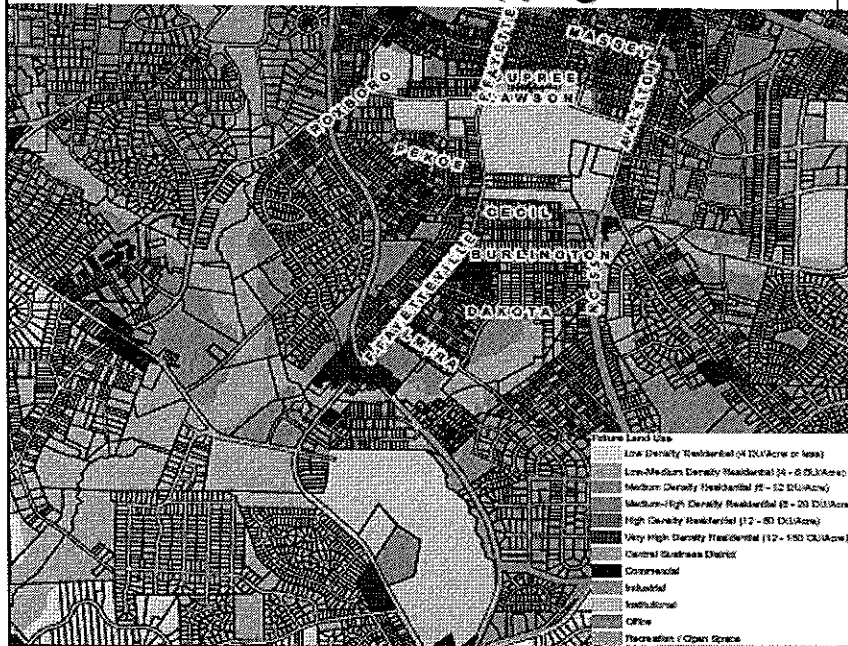 FAYETTEVILLE
MASSEY
DUPREE
LAWSON
ALSTON
ROXBORO
PEKOE
CECIL
FAYETTEVILLE
BURLINGTON
DAKOTA
Future Land Use
Low Density Residential (4 DU/Acre or less)
Low-Medium Density Residential (4 - 8 DU/Acre)
Medium Density Residential (6 - 12 DU/Acre)
Medium-High Density Residential (8 - 20 DU/Acre)
High Density Residential (12 - 60 DU/Acre)
Very High Density Residential (12 - 150 DU/Acre)
Central Business District
Commercial
Industrial
Institutional
Office
Recreation / Open Space